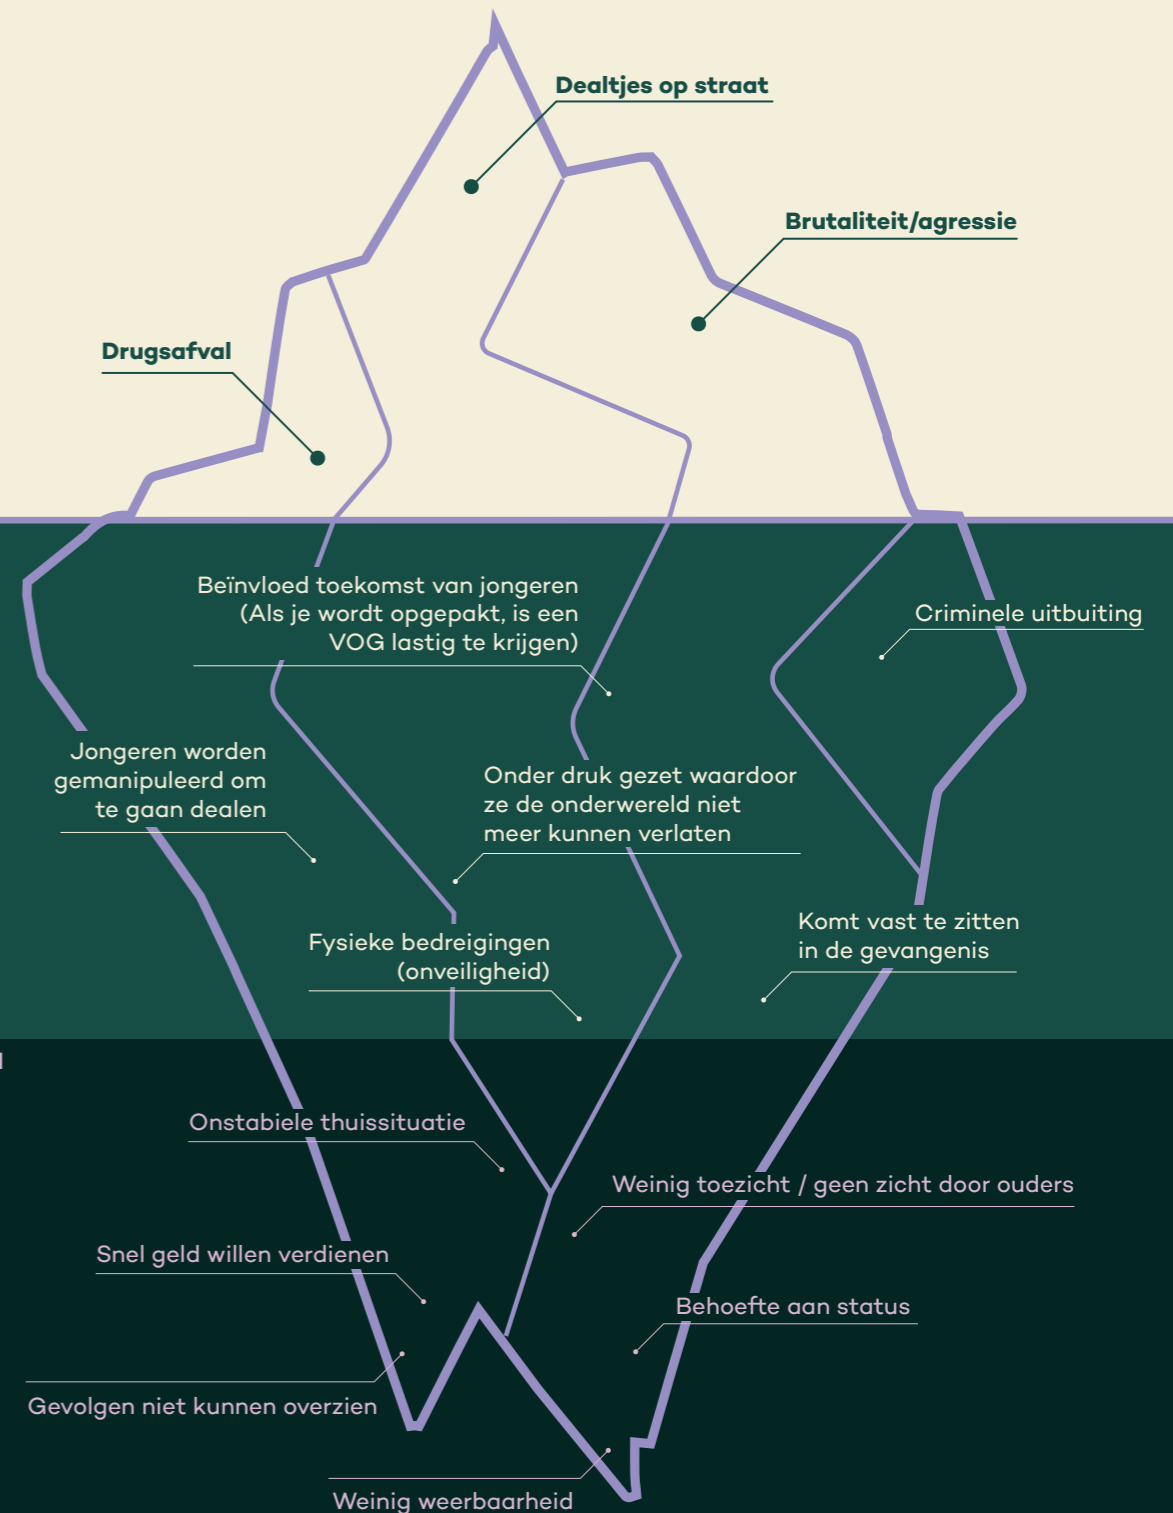 Dealtjes op straat
Brutaliteit/agressie
Drugsafval
Beïnvloed toekomst van jongeren
(Als je wordt opgepakt, is een
VOG lastig te krijgen)
Criminele uitbuiting
Jongeren worden
gemanipuleerd om
te gaan dealen
Onder druk gezet waardoor
ze de onderwereld niet
meer kunnen verlaten
Komt vast te zitten
in de gevangenis
Fysieke bedreigingen
(onveiligheid)
Onstabiele thuissituatie
Weinig toezicht / geen zicht door ouders
Snel geld willen verdienen
Behoefte aan status
Gevolgen niet kunnen overzien
Weinig weerbaarheid